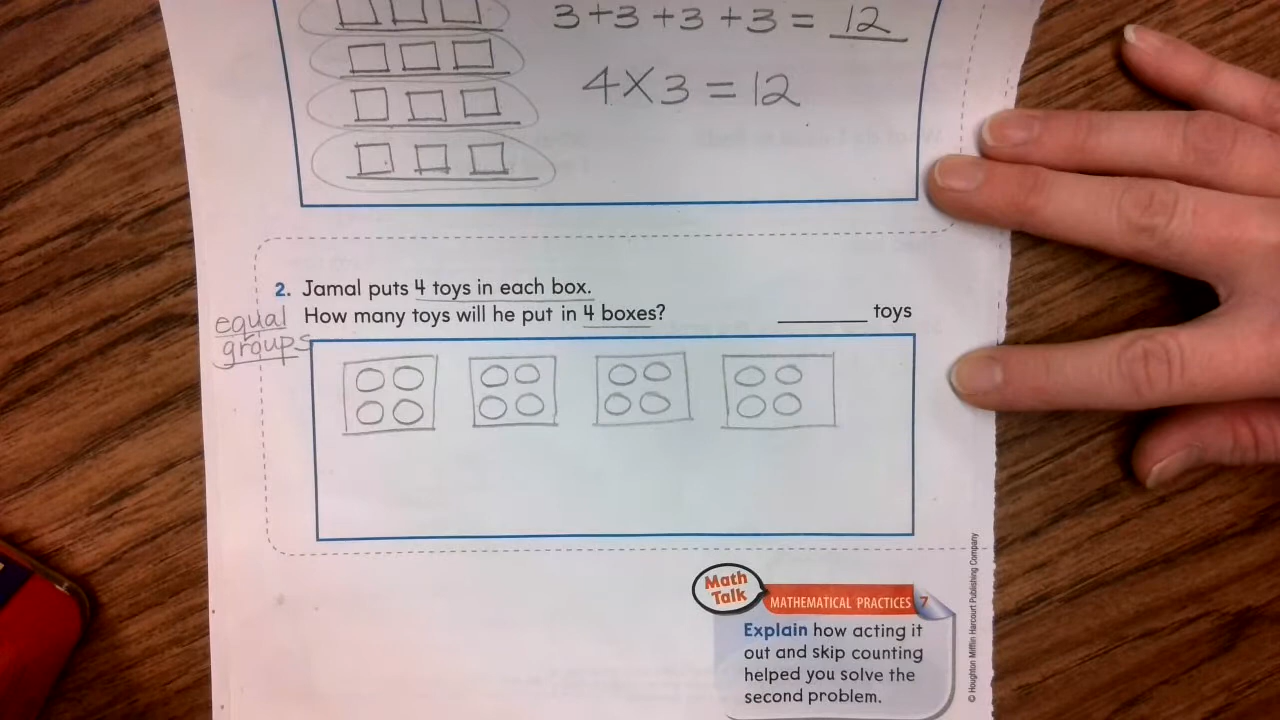 3+3+3+3= 12
4X3=12
2. Jamal puts 4 toys in each box.
How many toys will he put in 4 boxes? ________ toys
equal
groups
Math
Talk
MATHEMATICAL PRACTICES 7
Explain how acting it
out and skip counting
helped you solve the
second problem.
© Houghton Mifflin Harcourt Publishing Company